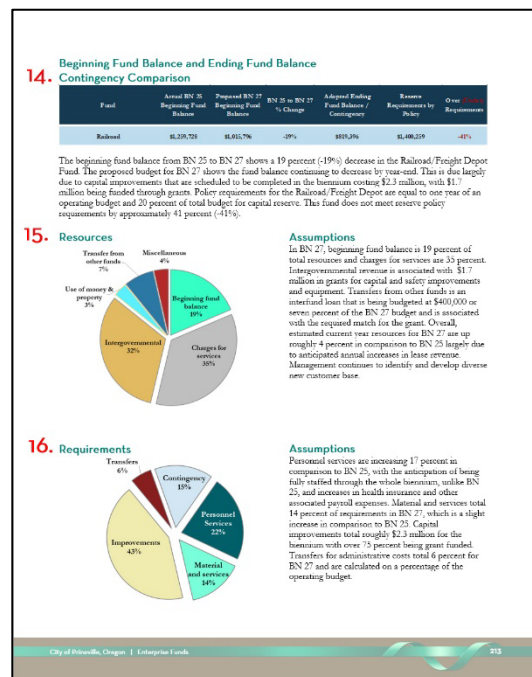 14.
Beginning Fund Balance and Ending Fund Balance
Contingency Comparison
Fund
Actual BN 25 Beginning Fund Balance
Proposed BN 27 Beginning Fund Balance
BN 25 to BN 27 % Change
Adopted Ending Fund Balance / Contingency
Reserve Requirements by Policy
Over Requirements
Railroad -19% $819,396 -41%
The beginning fund balance from BN 25 to BN 27 shows a 19 percent (-19%) decrease in the Railroad/Freight Depot
Fund. The proposed budget for BN 27 shows the fund balance continuing to decrease by year-end. This is due largely
due to capital improvements that are scheduled to be completed in the biennium costing $2.3 million, with $1.7
million being funded through grants. Policy requirements for the Railroad/Freight Depot are equal to one year of an
operating budget and 20 percent of total budget for capital reserve. This fund does not meet reserve policy
requirements by approximately 41 percent (-41%).
15. Resources
Transfer from
other funds
7%
Miscellaneous
4%
Use of money &
property
3%
Beginning fund
balance
19%
Intergovernmental
32%
Charges for
services
35%
Assumptions
In BN 27, beginning fund balance is 19 percent of
total resources and charges for services are 35 percent.
Intergovernmental revenue is associated with $1.7
million in grants for capital and safety improvements
and equipment. Transfers from other funds is an
interfund loan that is being budgeted at $400,000 or
seven percent of the BN 27 budget and is associated
with the required match for the grant. Overall,
estimated current year resources for BN 27 are up
roughly 4 percent in comparison to BN 25 largely due
to anticipated annual increases in lease revenue.
Management continues to identify and develop diverse
new customer base.
16. Requirements
Transfers
6%
Contingency
15%
Personnel
Services
22%
Improvements
43%
Material
and services
14%
Assumptions
Personnel services are increasing 17 percent in
comparison to BN 25, with the anticipation of being
fully staffed through the whole biennium, unlike BN
25, and increases in health insurance and other
associated payroll expenses. Material and services total
14 percent of requirements in BN 27, which is a slight
increase in comparison to BN 25. Capital
improvements total roughly $2.3 million for the
biennium with over 75 percent being grant funded.
Transfers for administrative costs total 6 percent for
BN 27 and are calculated on a percentage of the
operating budget.
City of Prineville, Oregon | Enterprise Funds
213